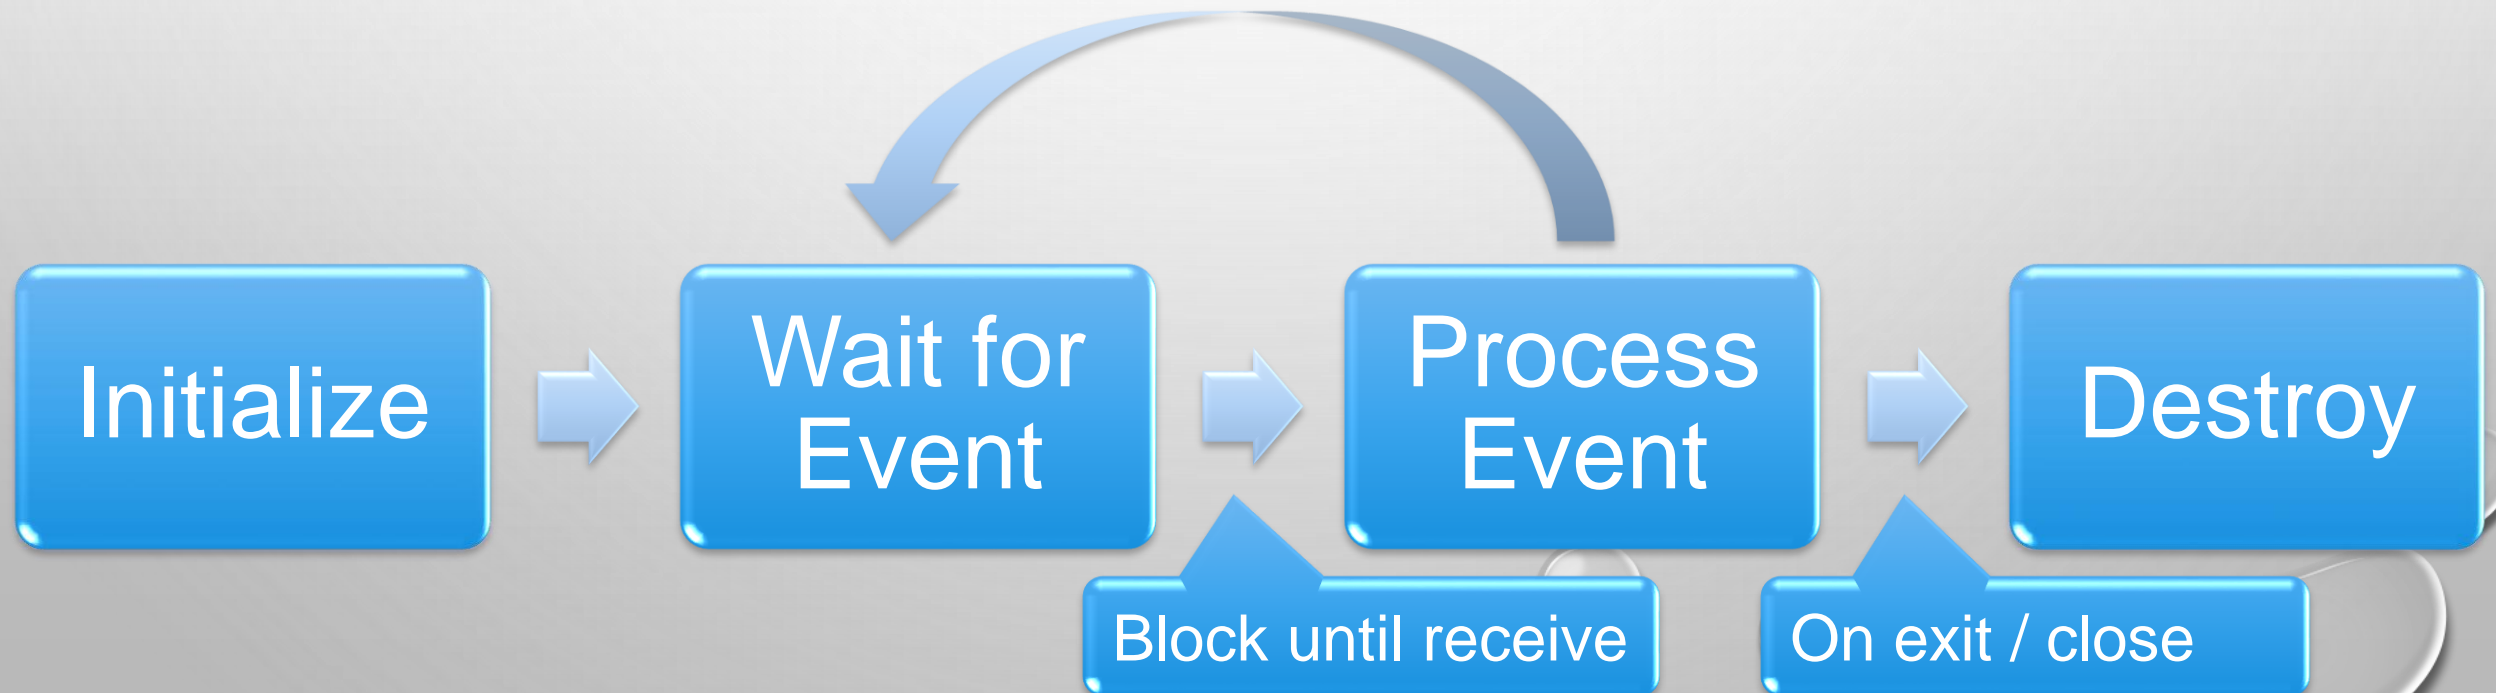 Initialize
Wait for
Event
Process
Event
Destroy
Block until receive
On exit / close